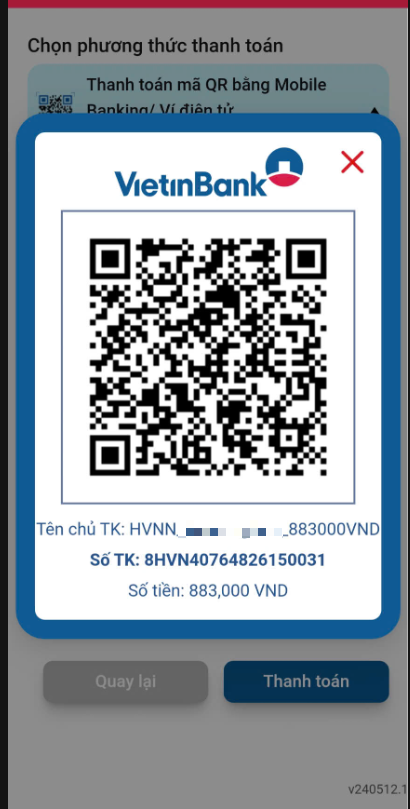 Chọn phương thức thanh toán
Thanh toán mã QR bằng Mobile
Banking/ Ví điện tử
VietinBank
Tên chủ TK: HVNN_ _883000VND
Số TK: 8HVN40764826150031
Số tiền: 883,000 VND
Quay lại
Thanh toán
v240512.1